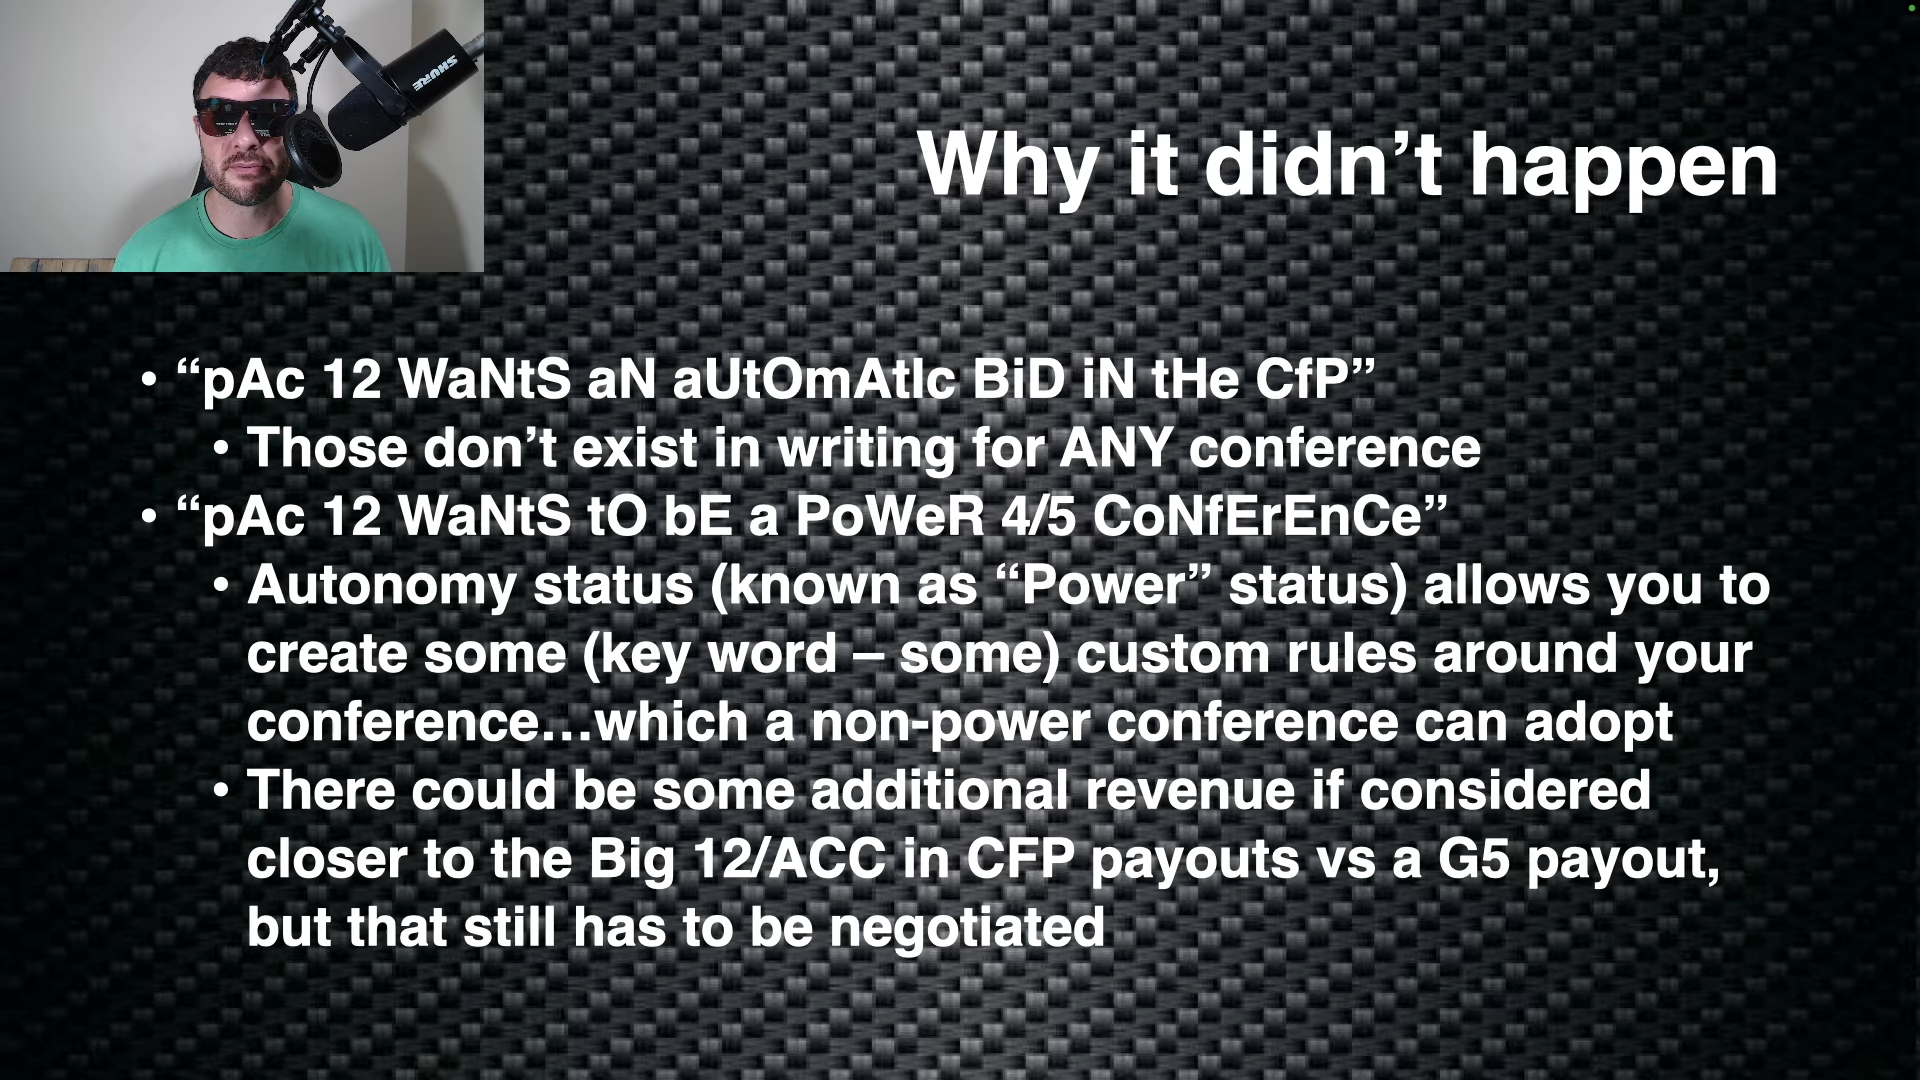 SHURE
Why it didn’t happen
• “pAc 12 WaNtS aN aUtOmAtIc BiD iN tHe CfP”
• Those don’t exist in writing for ANY conference
• “pAc 12 WaNtS tO bE a PoWeR 4/5 CoNfErEnCe”
• Autonomy status (known as “Power” status) allows you to
create some (key word – some) custom rules around your
conference…which a non-power conference can adopt
• There could be some additional revenue if considered
closer to the Big 12/ACC in CFP payouts vs a G5 payout,
but that still has to be negotiated